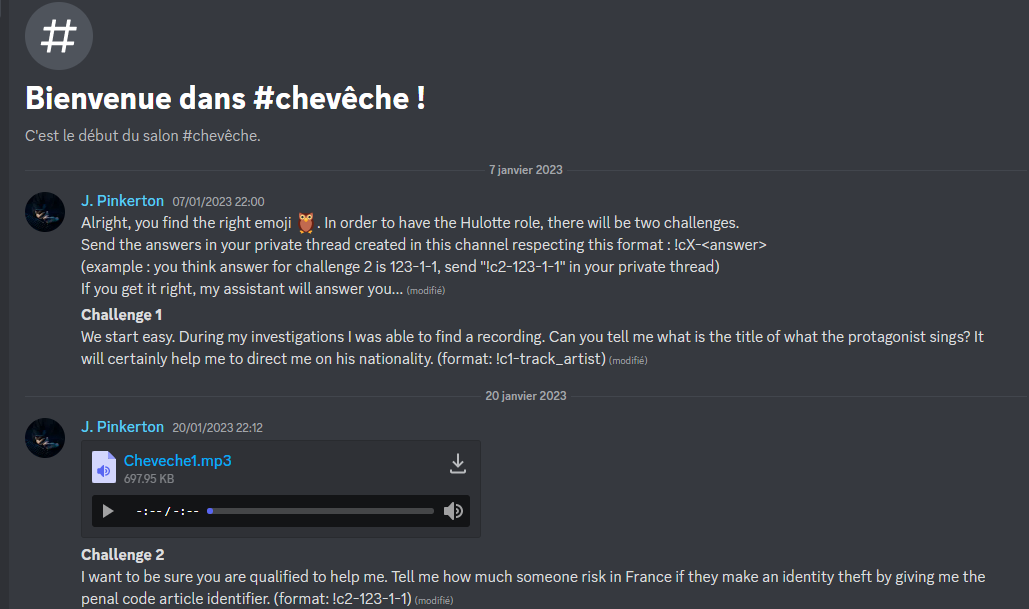 Bienvenue dans #chevêche !
C'est le début du salon #chevêche.
7 janvier 2023
J. Pinkerton 07/01/2023 22:00
Alright, you find the right emoji 🦉. In order to have the Hulotte role, there will be two challenges.
Send the answers in your private thread created in this channel respecting this format : !cX-<answer>
(example : you think answer for challenge 2 is 123-1-1, send "!c2-123-1-1" in your private thread)
If you get it right, my assistant will answer you... (modifié)
Challenge 1
We start easy. During my investigations I was able to find a recording. Can you tell me what is the title of what the protagonist sings? It
will certainly help me to direct me on his nationality. (format: !c1-track_artist) (modifié)
20 janvier 2023
J. Pinkerton 20/01/2023 22:12
Cheveche1.mp3
697.95 KB
-:-- / -:--
Challenge 2
I want to be sure you are qualified to help me. Tell me how much someone risk in France if they make an identity theft by giving me the
penal code article identifier. (format: !c2-123-1-1) (modifié)